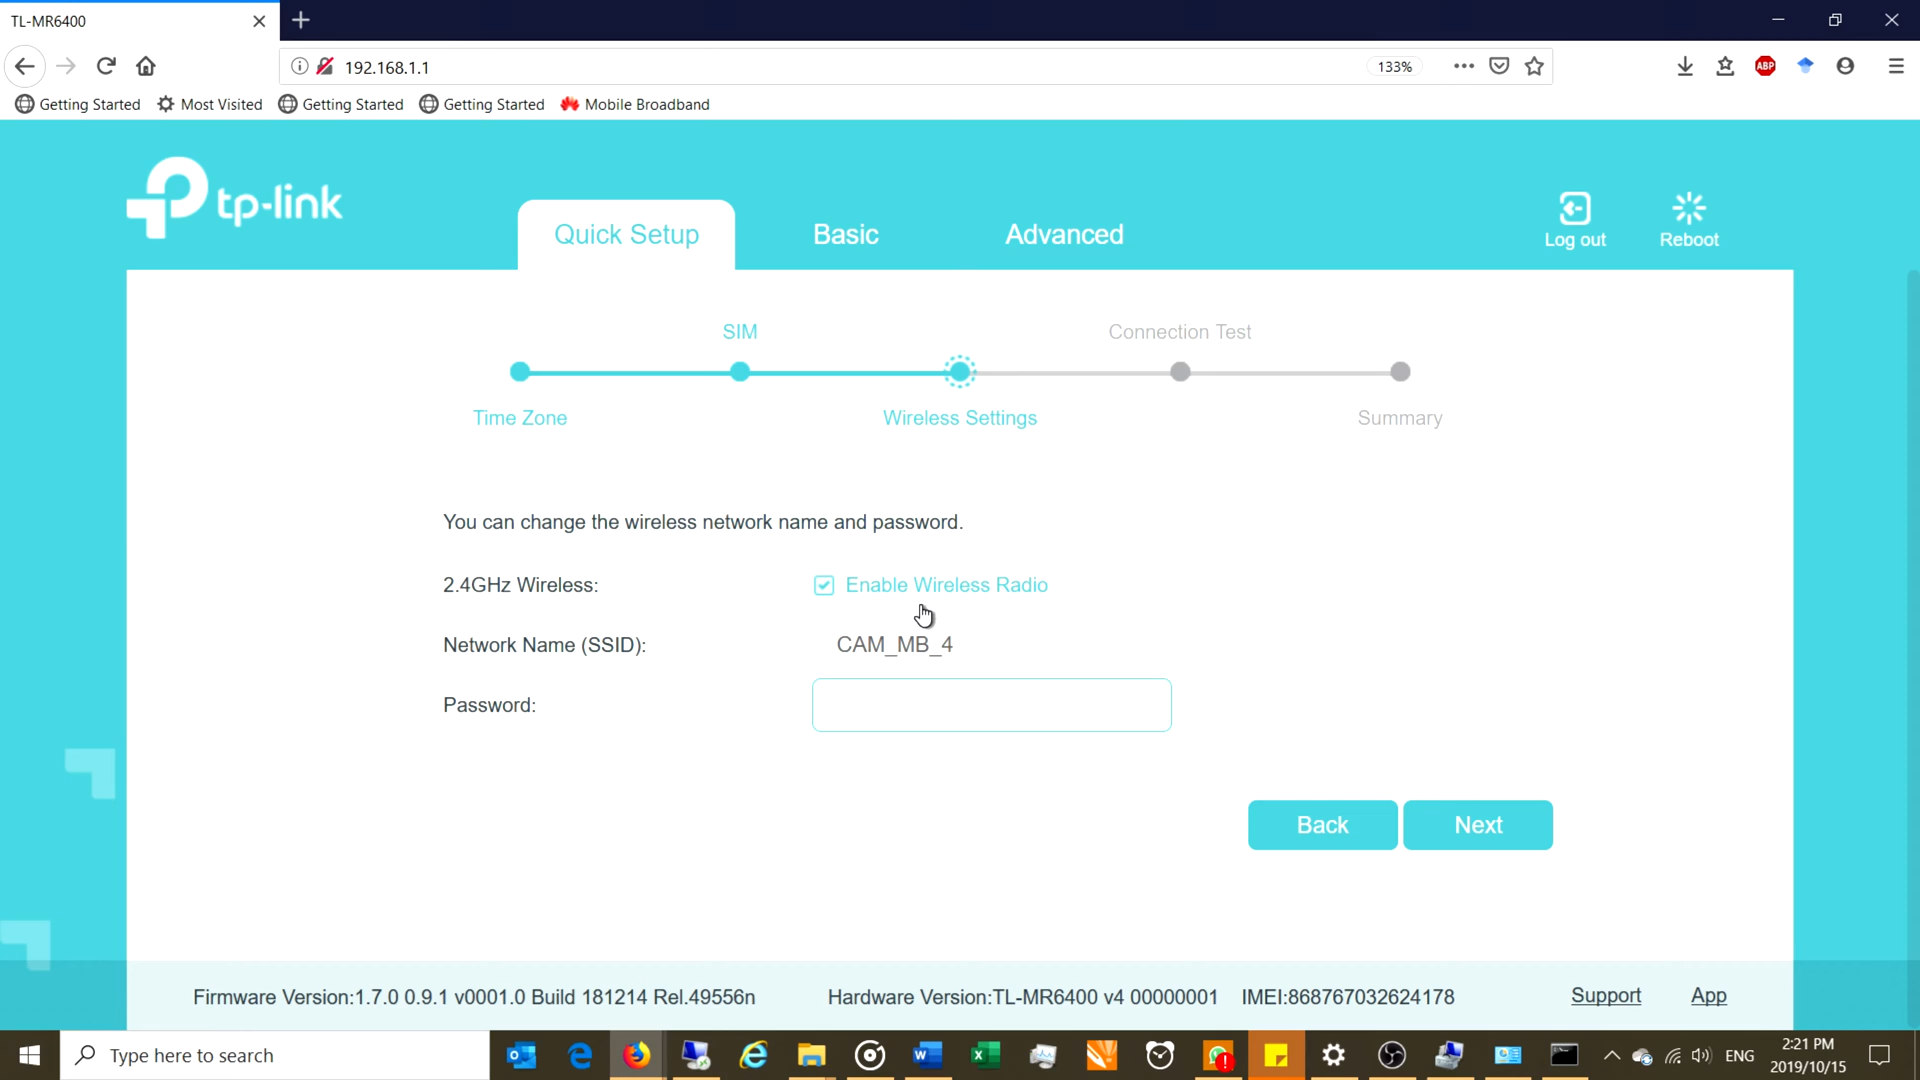 TL-MR6400
192.168.1.1
133%
ABP
Getting Started
Most Visited
Getting Started
Getting Started
Mobile Broadband
tp-link
Quick Setup
Basic
Advanced
Log out
Reboot
SIM
Connection Test
Time Zone
Wireless Settings
Summary
You can change the wireless network name and password.
2.4GHz Wireless:
Enable Wireless Radio
Network Name (SSID):
CAM_MB_4
Password:
Back
Next
Firmware Version:1.7.0 0.9.1 v0001.0 Build 181214 Rel.49556n
Hardware Version:TL-MR6400 v4 00000001
IMEI:868767032624178
Support
App
Type here to search
ENG
2:21 PM
2019/10/15